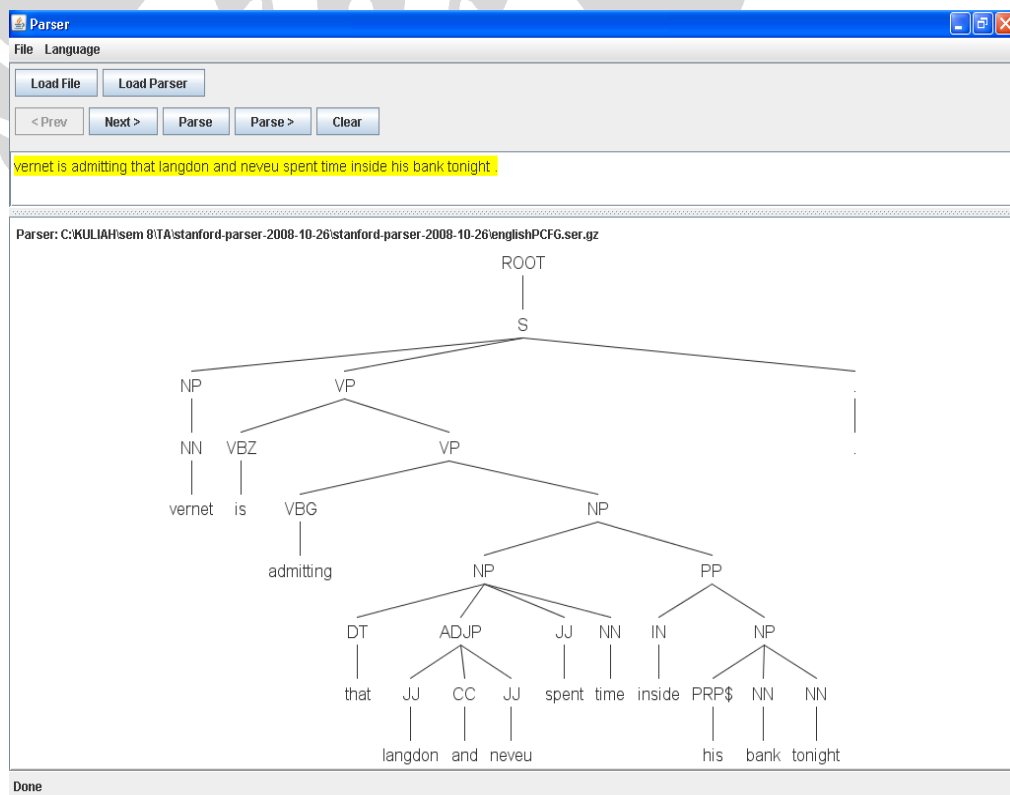 Parser
File Language
Load File Load Parser
< Prev Next > Parse Parse > Clear
vernet is admitting that langdon and neveu spent time inside his bank tonight .
Parser: C:\KULIAH\sem 8\TA\stanford-parser-2008-10-26\stanford-parser-2008-10-26\englishPCFG.ser.gz
ROOT
S
NP VP .
NN VBZ VP .
vernet is VBG NP
admitting NP PP
DT ADJP JJ NN IN NP
that JJ CC JJ spent time inside PRP$ NN NN
langdon and neveu his bank tonight
Done